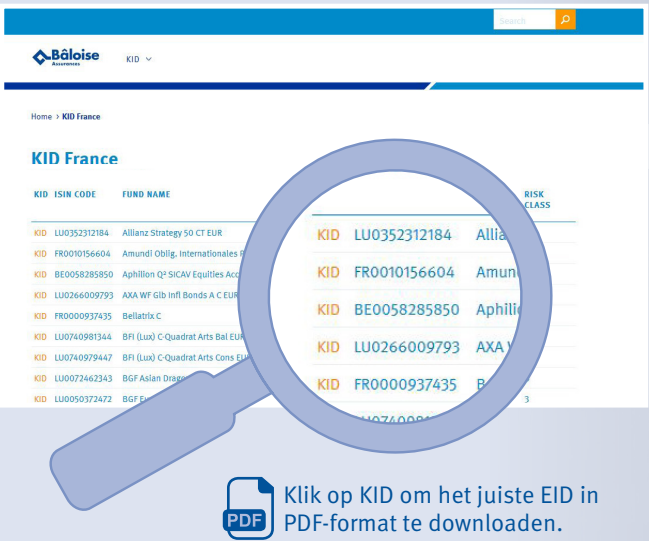 Search
Bâloise
Assurances
KID
Home > KID France
KID France
KID ISIN CODE FUND NAME RISK CLASS
KID LU0352312184 Allianz Strategy 50 CT EUR
KID FR0010156604 Amundi Oblig. Internationales
KID BE0058285850 Aphilion Q² SICAV Equities Acc
KID LU0266009793 AXA WF Glb Infl Bonds A C EUR
KID FR0000937435 Bellatrix C
KID LU0740981344 BFI (Lux) C-Quadrat Arts Bal EUR
KID LU0740979447 BFI (Lux) C-Quadrat Arts Cons EU
KID LU0072462343 BGF Asian Drago
KID LU0050372472 BGF
3
KID LU0352312184 Allia
KID FR0010156604 Amun
KID BE0058285850 Aphili
KID LU0266009793 AXA
KID FR0000937435
PDF
Klik op KID om het juiste EID in
PDF-format te downloaden.